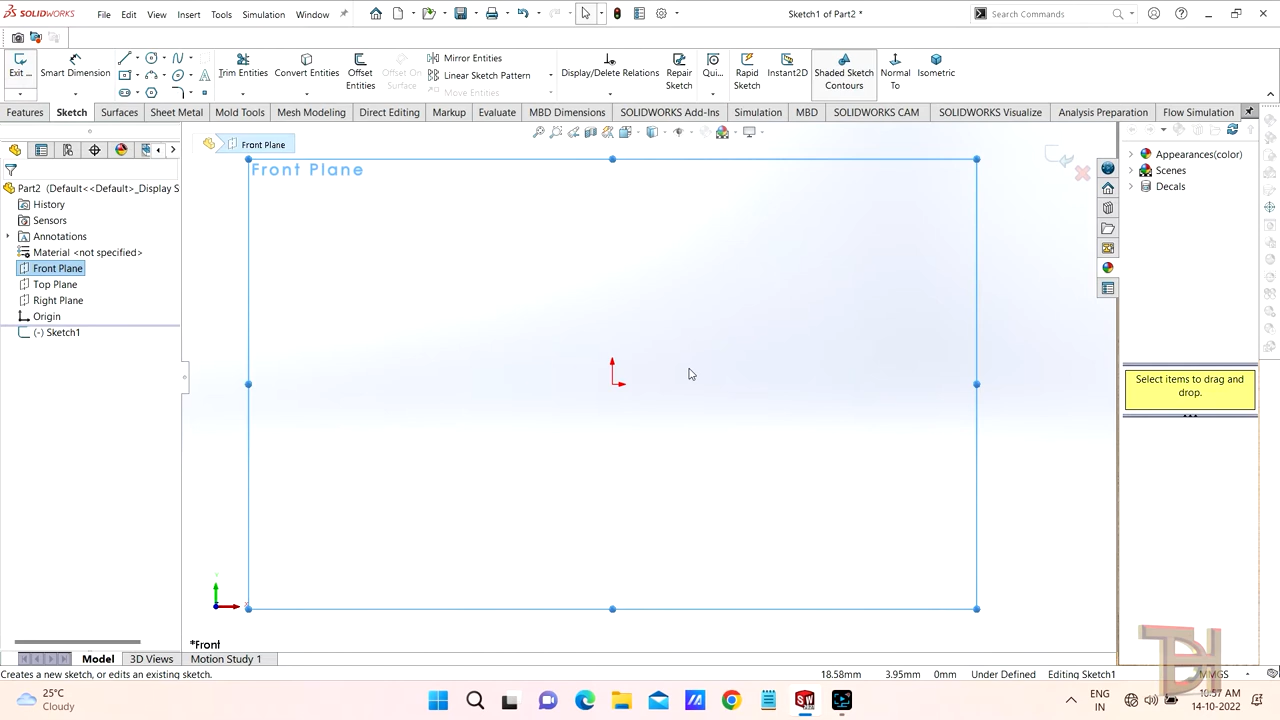 SOLIDWORKS File Edit View Insert Tools Simulation Window Sketch1 of Part2 * Search Commands
Exit ... Smart Dimension Trim Entities Convert Entities Offset Entities Offset On Surface Mirror Entities Linear Sketch Pattern Move Entities Display/Delete Relations Repair Sketch Qui... Rapid Sketch Instant2D Shaded Sketch Contours Normal To Isometric
Features Sketch Surfaces Sheet Metal Mold Tools Mesh Modeling Direct Editing Markup Evaluate MBD Dimensions SOLIDWORKS Add-Ins Simulation MBD SOLIDWORKS CAM SOLIDWORKS Visualize Analysis Preparation Flow Simulation
Front Plane
Front Plane
Part2 (Default<<Default>_Display S
History
Sensors
Annotations
Material <not specified>
Front Plane
Top Plane
Right Plane
Origin
(-) Sketch1
Appearances(color)
Scenes
Decals
Select items to drag and
drop.
*Front
Model 3D Views Motion Study 1
Creates a new sketch, or edits an existing sketch. 18.58mm 3.95mm 0mm Under Defined Editing Sketch1 MMGS
25°C
Cloudy
ENG
IN
10:57 AM
14-10-2022